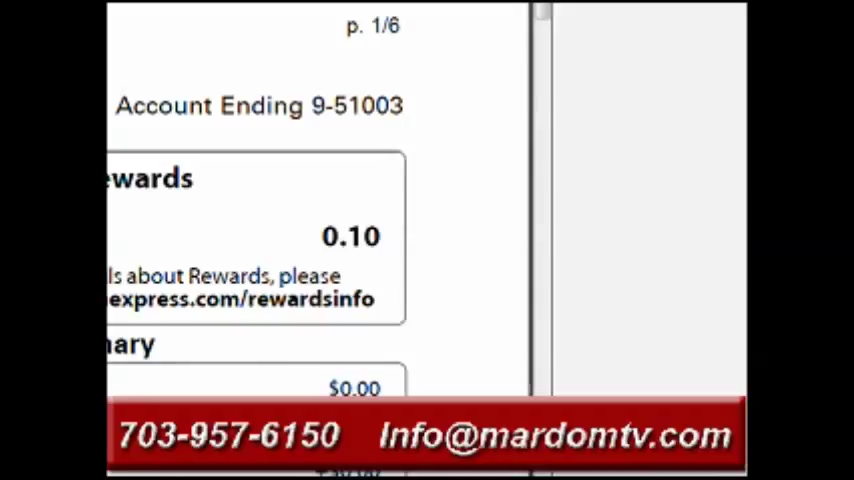 p. 1/6
Account Ending 9-51003
ewards
0.10
ls about Rewards, please
express.com/rewardsinfo
nary
$0.00
703-957-6150 Info@mardomtv.com